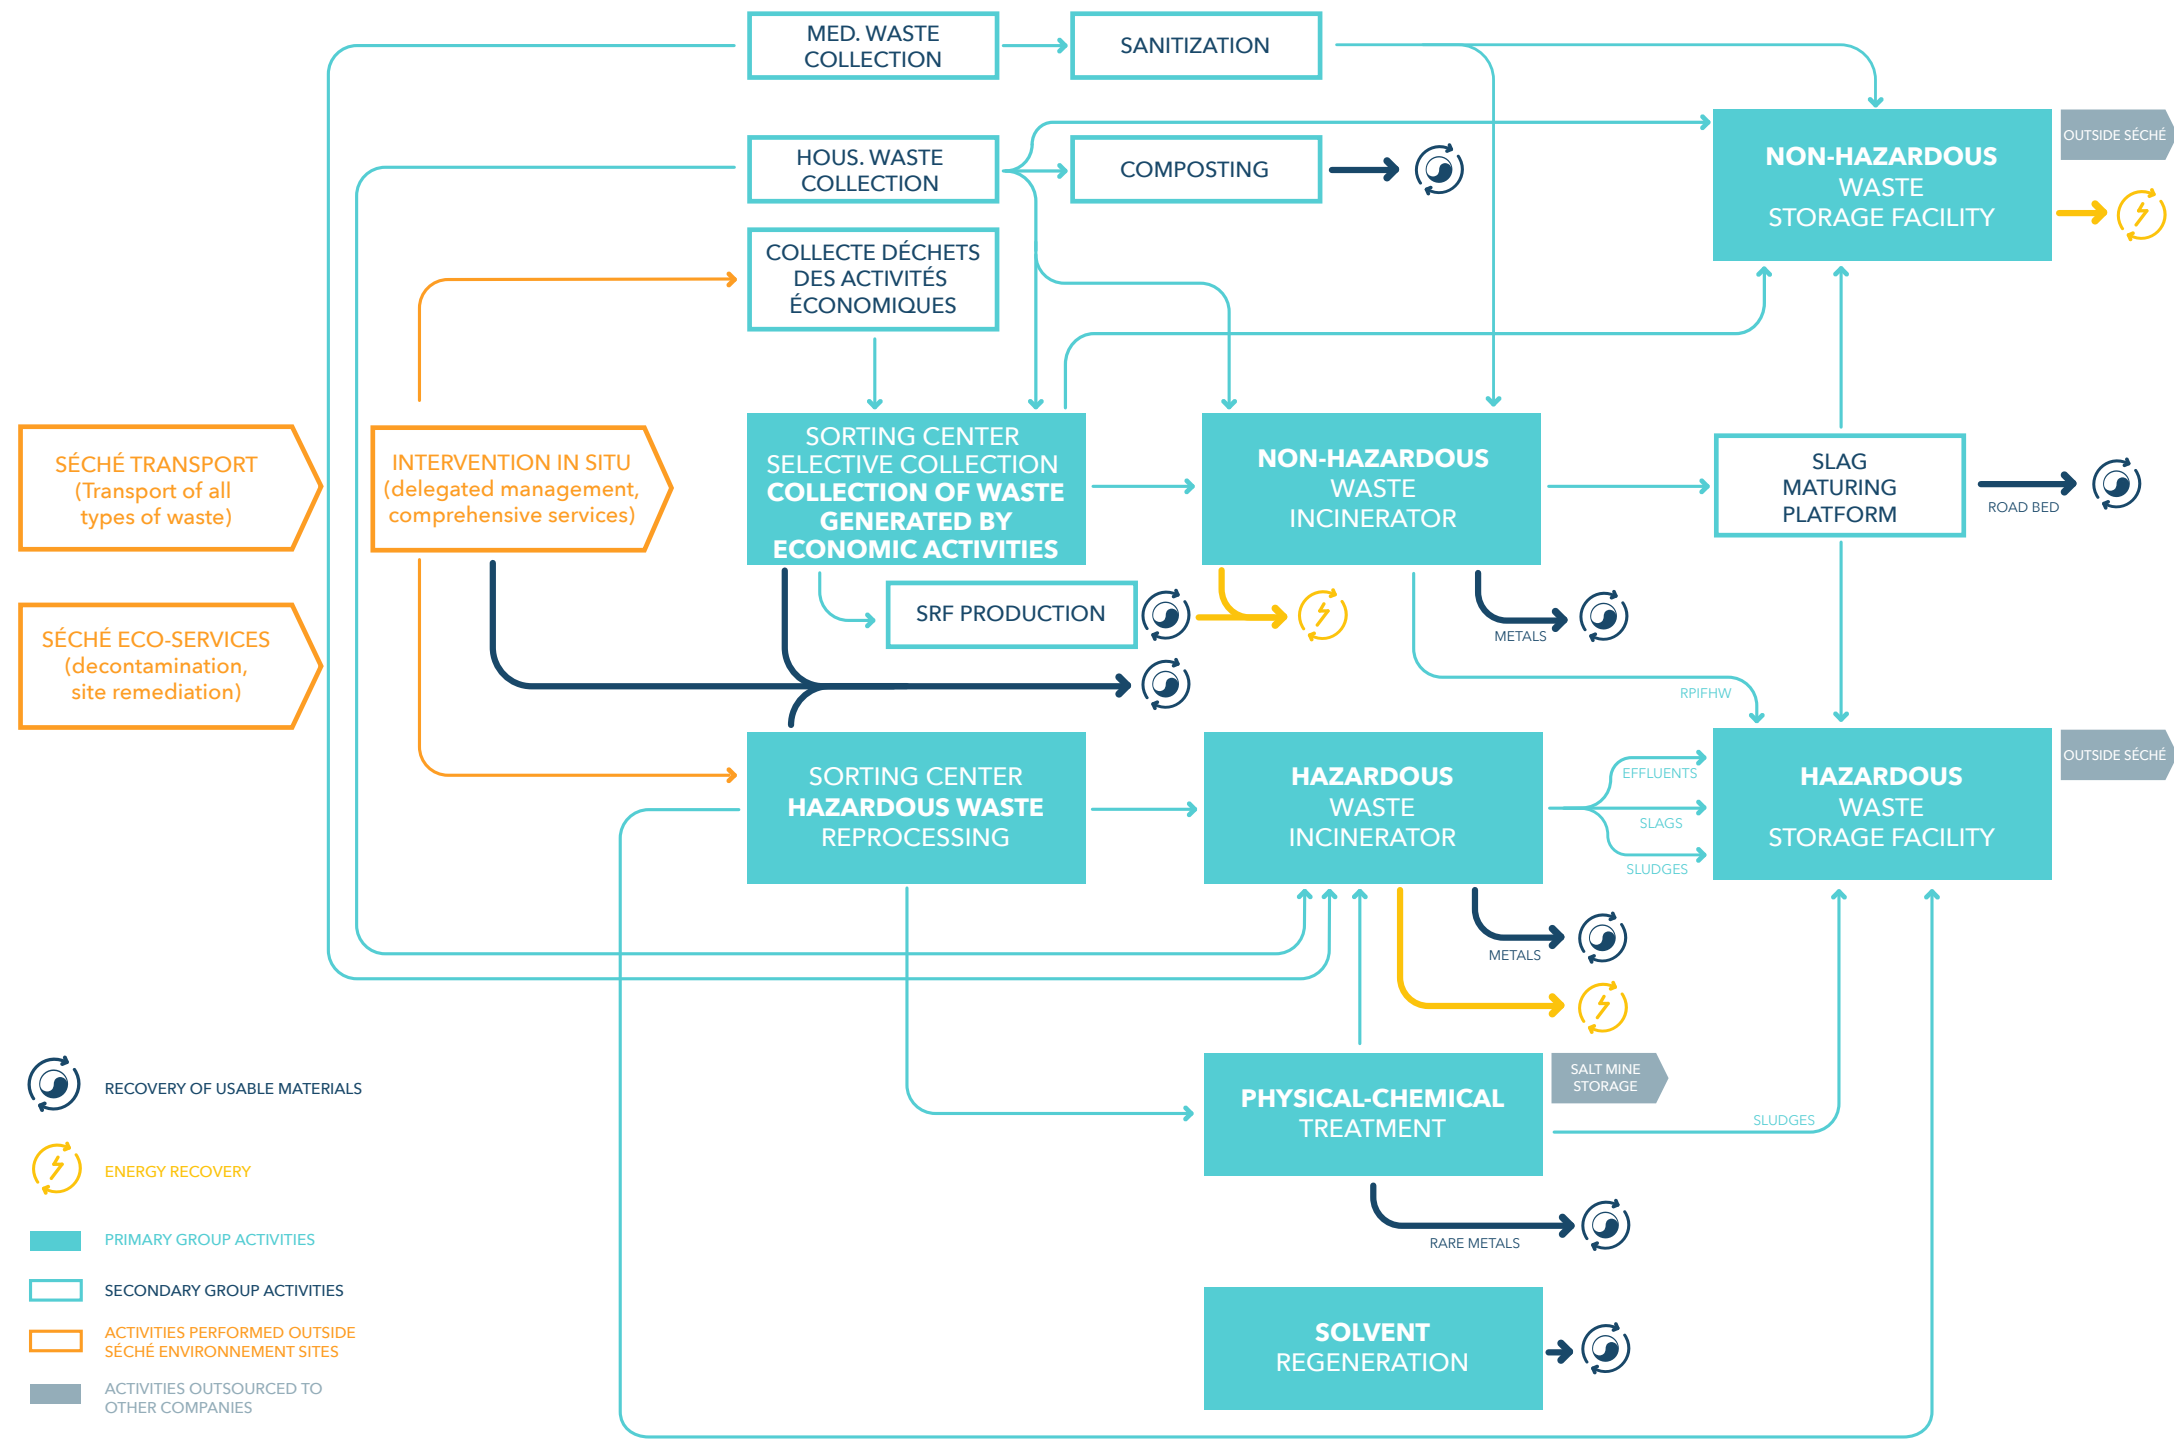 MED. WASTE
COLLECTION
SANITIZATION
HOUS. WASTE
COLLECTION
COMPOSTING
NON-HAZARDOUS
WASTE
STORAGE FACILITY
OUTSIDE SÉCHÉ
COLLECTE DÉCHETS
DES ACTIVITÉS
ÉCONOMIQUES
SÉCHÉ TRANSPORT
(Transport of all
types of waste)
INTERVENTION IN SITU
(delegated management,
comprehensive services)
SORTING CENTER
SELECTIVE COLLECTION
COLLECTION OF WASTE
GENERATED BY
ECONOMIC ACTIVITIES
NON-HAZARDOUS
WASTE
INCINERATOR
SLAG
MATURING
PLATFORM
ROAD BED
SRF PRODUCTION
METALS
SÉCHÉ ECO-SERVICES
(decontamination,
site remediation)
RPIFHW
SORTING CENTER
HAZARDOUS WASTE
REPROCESSING
HAZARDOUS
WASTE
INCINERATOR
EFFLUENTS
SLAGS
SLUDGES
HAZARDOUS
WASTE
STORAGE FACILITY
OUTSIDE SÉCHÉ
METALS
PHYSICAL-CHEMICAL
TREATMENT
SALT MINE
STORAGE
SLUDGES
RARE METALS
SOLVENT
REGENERATION
RECOVERY OF USABLE MATERIALS
ENERGY RECOVERY
PRIMARY GROUP ACTIVITIES
SECONDARY GROUP ACTIVITIES
ACTIVITIES PERFORMED OUTSIDE
SÉCHÉ ENVIRONNEMENT SITES
ACTIVITIES OUTSOURCED TO
OTHER COMPANIES